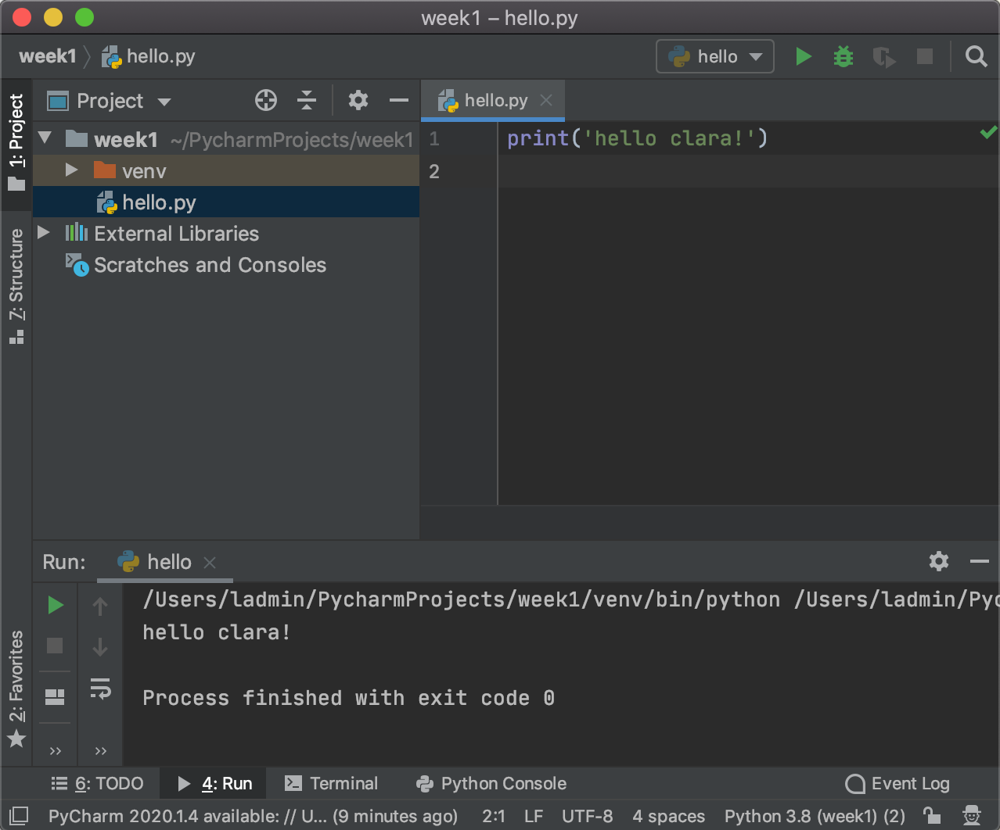 week1 – hello.py
week1 hello.py hello
1: Project
Project
hello.py
week1 ~/PycharmProjects/week1
venv
hello.py
External Libraries
Scratches and Consoles
1 print('hello clara!')
2
7: Structure
2: Favorites
Run: hello
/Users/ladmin/PycharmProjects/week1/venv/bin/python /Users/ladmin/Pyc
hello clara!
Process finished with exit code 0
6: TODO 4: Run Terminal Python Console Event Log
PyCharm 2020.1.4 available: // U... (9 minutes ago) 2:1 LF UTF-8 4 spaces Python 3.8 (week1) (2)